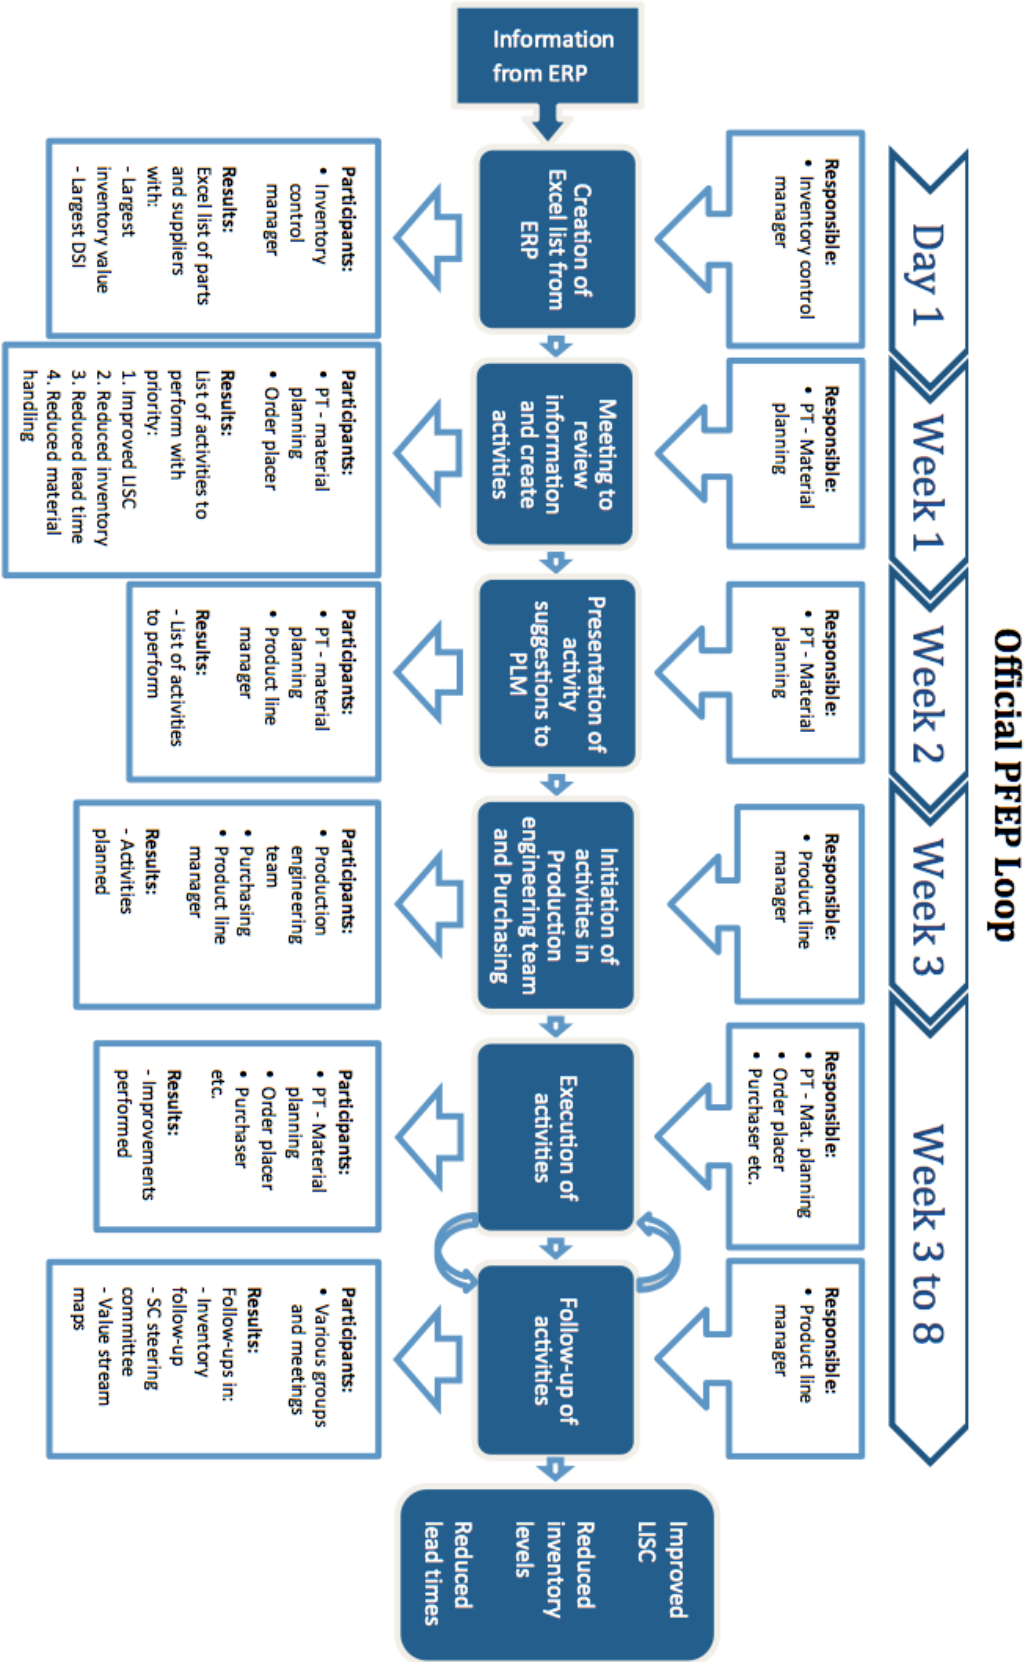 Official PFEP Loop
Day 1
Week 1
Week 2
Week 3
Week 3 to 8
Responsible:
• Inventory control
manager
Responsible:
• PT - Material
planning
Responsible:
• PT - Material
planning
Responsible:
• Product line
manager
Responsible:
• PT - Mat. planning
• Order placer
• Purchaser etc.
Responsible:
• Product line
manager
Information
from ERP
Creation of
Excel list from
ERP
Meeting to
review
information
and create
activities
Presentation of
activity
suggestions to
PLM
Initiation of
activities in
Production
engineering team
and Purchasing
Execution of
activities
Follow-up of
activities
Improved
LISC
Reduced
inventory
levels
Reduced
lead times
Participants:
• Inventory
control
manager
Results:
Excel list of parts
and suppliers
with:
- Largest
inventory value
- Largest DSI
Participants:
• PT - material
planning
• Order placer
Results:
List of activities to
perform with
priority:
1. Improved LISC
2. Reduced inventory
3. Reduced lead time
4. Reduced material
handling
Participants:
• PT - material
planning
• Product line
manager
Results:
- List of activities
to perform
Participants:
• Production
engineering
team
• Purchasing
• Product line
manager
Results:
- Activities
planned
Participants:
• PT - Material
planning
• Order placer
• Purchaser
etc.
Results:
- Improvements
performed
Participants:
• Various groups
and meetings
Results:
Follow-ups in:
- Inventory
follow-up
- SC steering
committee
- Value stream
maps